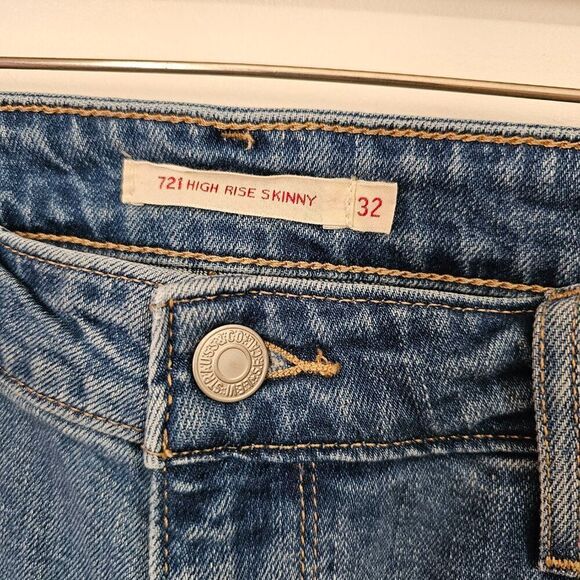 721 HIGH RISE SKINNY
32
LEVI STRAUSS & CO.